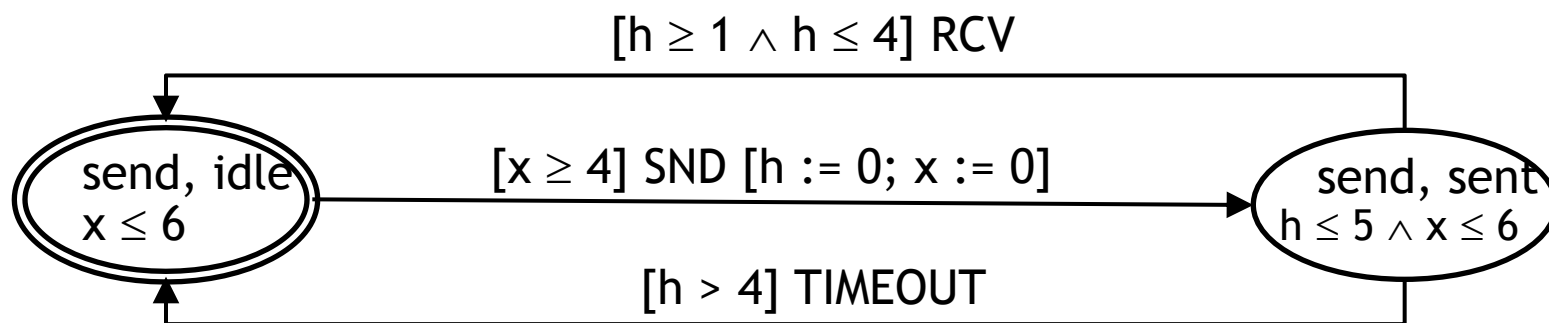 [h ≥ 1 ∧ h ≤ 4] RCV
send, idle
x ≤ 6
[x ≥ 4] SND [h := 0; x := 0]
send, sent
h ≤ 5 ∧ x ≤ 6
[h > 4] TIMEOUT